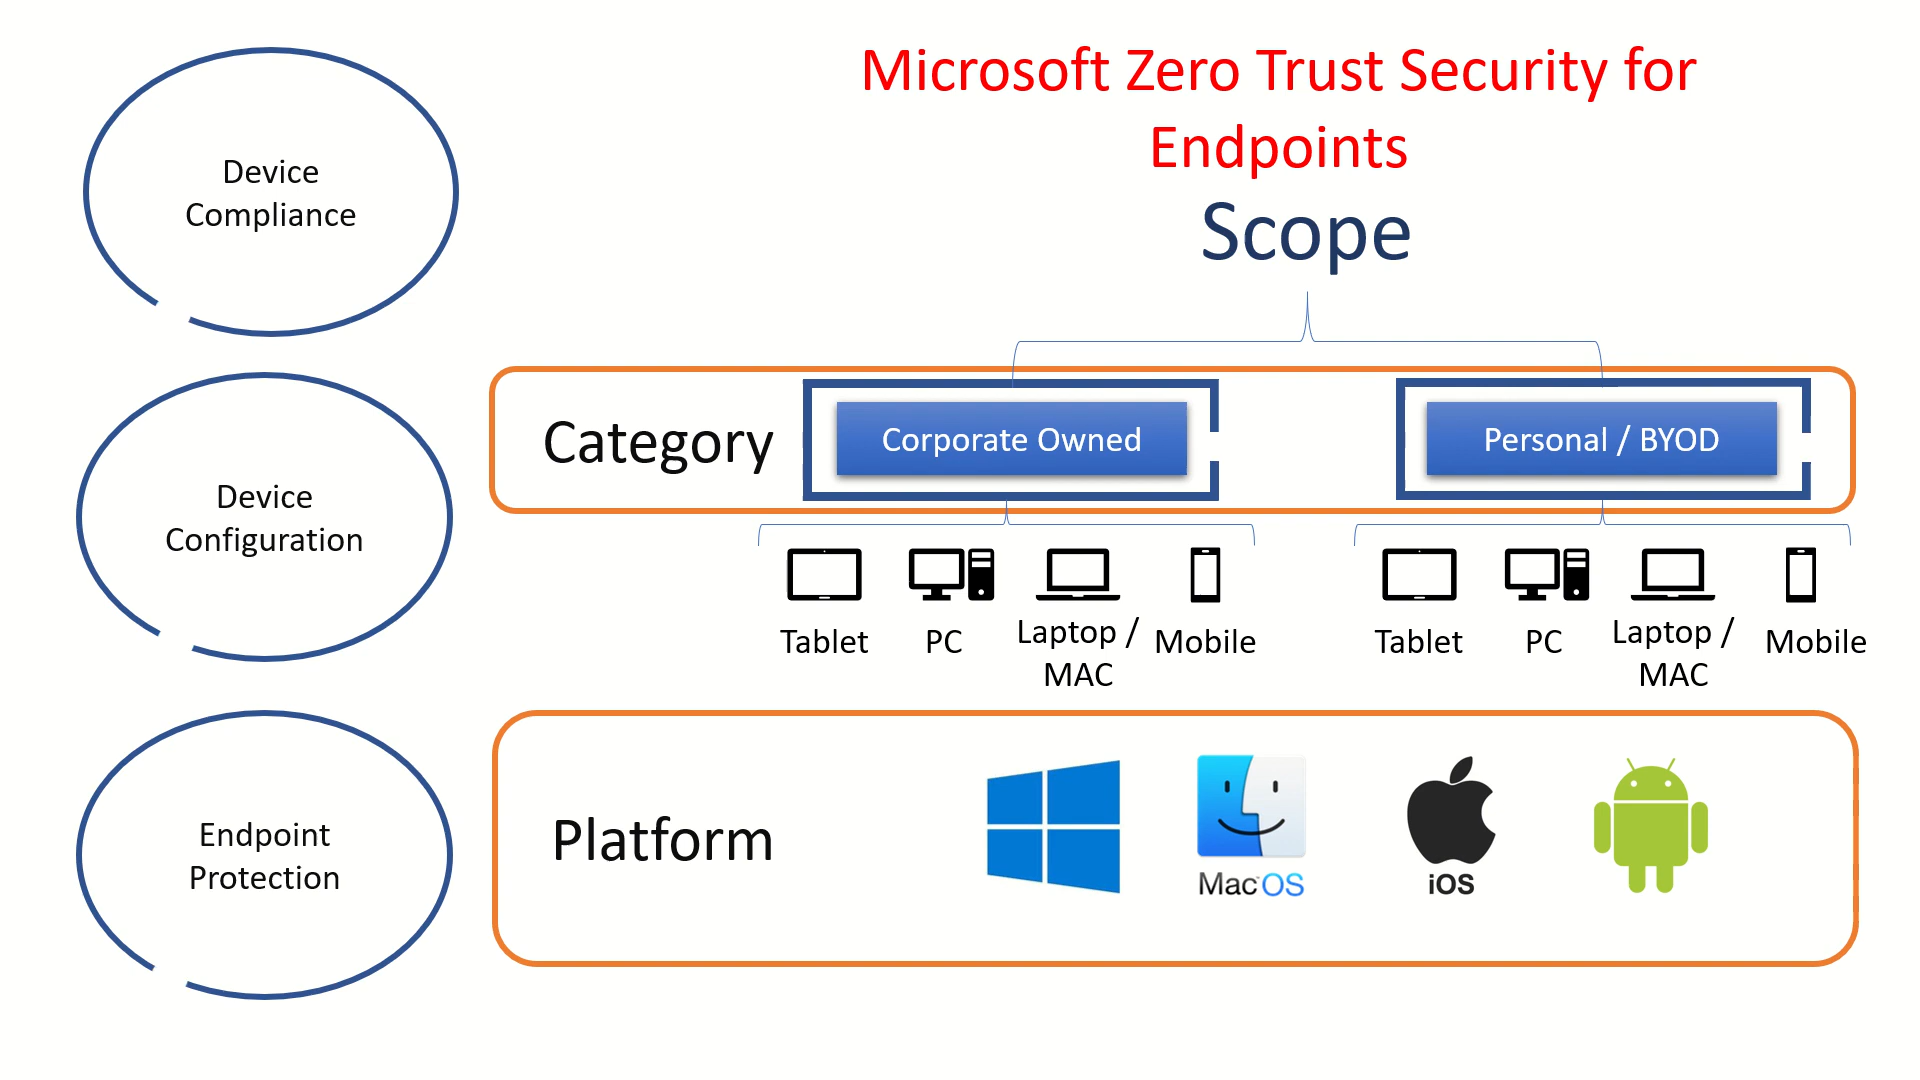 Microsoft Zero Trust Security for
Endpoints
Scope
Device
Compliance
Category
Corporate Owned
Personal / BYOD
Device
Configuration
Tablet
PC
Laptop /
MAC
Mobile
Tablet
PC
Laptop /
MAC
Mobile
Endpoint
Protection
Platform
MacOS
iOS